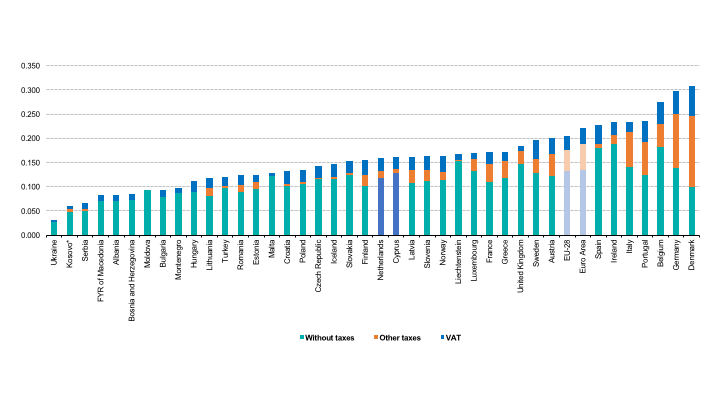 0.350
0.300
0.250
0.200
0.150
0.100
0.050
0.000
Ukraine
Kosovo*
Serbia
FYR of Macedonia
Albania
Bosnia and Herzegovina
Moldova
Bulgaria
Montenegro
Hungary
Lithuania
Turkey
Romania
Estonia
Malta
Croatia
Poland
Czech Republic
Iceland
Slovakia
Finland
Netherlands
Cyprus
Latvia
Slovenia
Norway
Liechtenstein
Luxembourg
France
Greece
United Kingdom
Sweden
Austria
EU-28
Euro Area
Spain
Ireland
Italy
Portugal
Belgium
Germany
Denmark
Without taxes Other taxes VAT